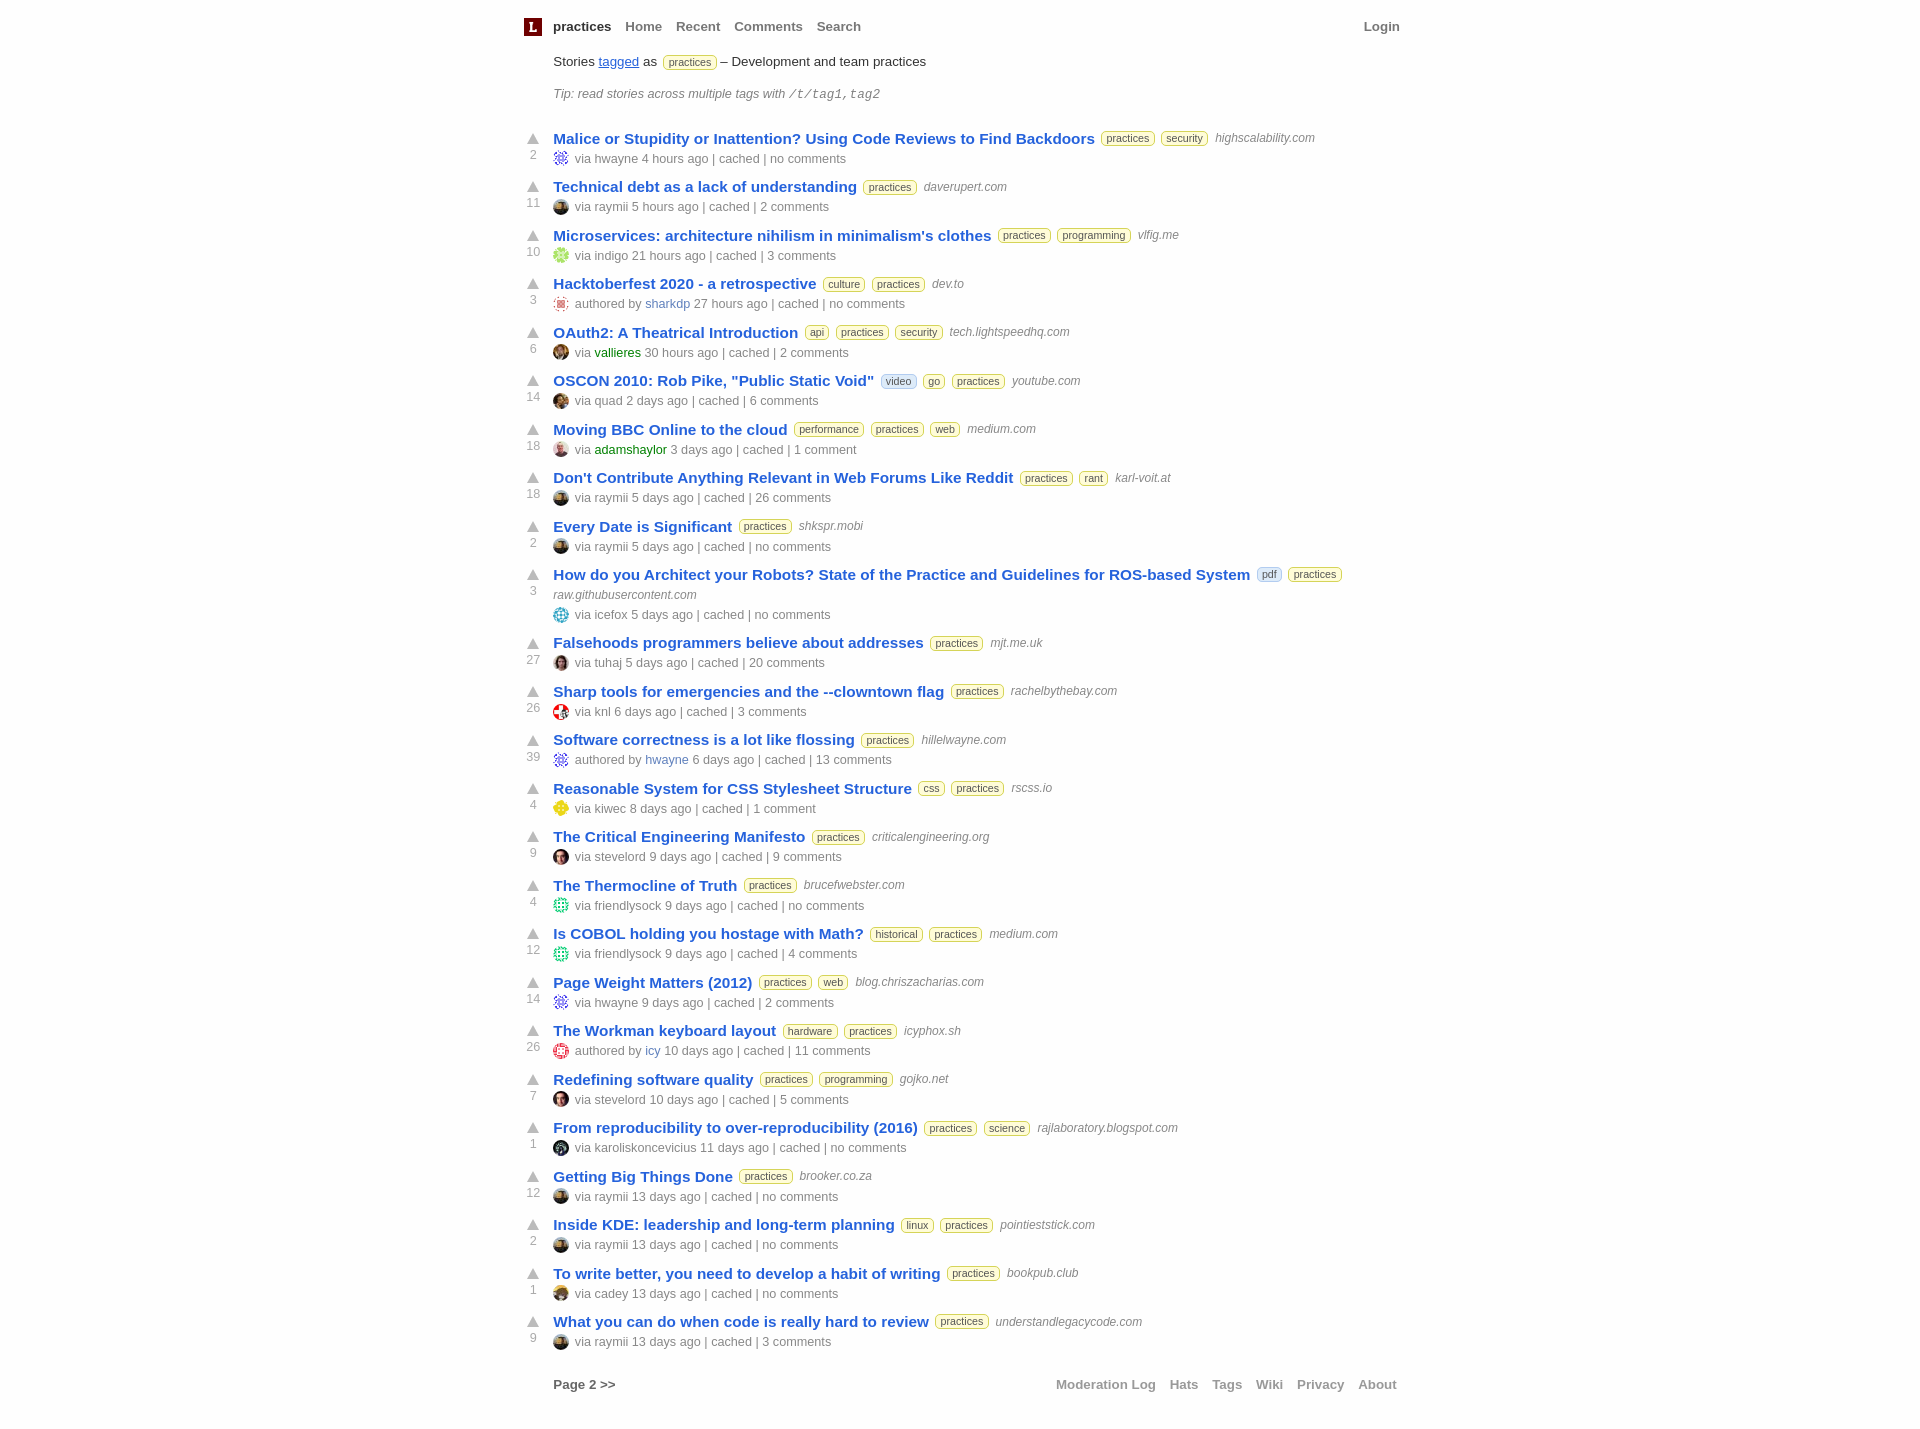 L practices Home Recent Comments Search Login
Stories tagged as practices – Development and team practices
Tip: read stories across multiple tags with /t/tag1,tag2
Malice or Stupidity or Inattention? Using Code Reviews to Find Backdoors practices security highscalability.com
2 via hwayne 4 hours ago | cached | no comments
Technical debt as a lack of understanding practices daverupert.com
11 via raymii 5 hours ago | cached | 2 comments
Microservices: architecture nihilism in minimalism's clothes practices programming vlfig.me
10 via indigo 21 hours ago | cached | 3 comments
Hacktoberfest 2020 - a retrospective culture practices dev.to
3 authored by sharkdp 27 hours ago | cached | no comments
OAuth2: A Theatrical Introduction api practices security tech.lightspeedhq.com
6 via vallieres 30 hours ago | cached | 2 comments
OSCON 2010: Rob Pike, "Public Static Void" video go practices youtube.com
14 via quad 2 days ago | cached | 6 comments
Moving BBC Online to the cloud performance practices web medium.com
18 via adamshaylor 3 days ago | cached | 1 comment
Don't Contribute Anything Relevant in Web Forums Like Reddit practices rant karl-voit.at
18 via raymii 5 days ago | cached | 26 comments
Every Date is Significant practices shkspr.mobi
2 via raymii 5 days ago | cached | no comments
How do you Architect your Robots? State of the Practice and Guidelines for ROS-based System pdf practices
3 raw.githubusercontent.com
via icefox 5 days ago | cached | no comments
Falsehoods programmers believe about addresses practices mjt.me.uk
27 via tuhaj 5 days ago | cached | 20 comments
Sharp tools for emergencies and the --clowntown flag practices rachelbythebay.com
26 via knl 6 days ago | cached | 3 comments
Software correctness is a lot like flossing practices hillelwayne.com
39 authored by hwayne 6 days ago | cached | 13 comments
Reasonable System for CSS Stylesheet Structure css practices rscss.io
4 via kiwec 8 days ago | cached | 1 comment
The Critical Engineering Manifesto practices criticalengineering.org
9 via stevelord 9 days ago | cached | 9 comments
The Thermocline of Truth practices brucefwebster.com
4 via friendlysock 9 days ago | cached | no comments
Is COBOL holding you hostage with Math? historical practices medium.com
12 via friendlysock 9 days ago | cached | 4 comments
Page Weight Matters (2012) practices web blog.chriszacharias.com
14 via hwayne 9 days ago | cached | 2 comments
The Workman keyboard layout hardware practices icyphox.sh
26 authored by icy 10 days ago | cached | 11 comments
Redefining software quality practices programming gojko.net
7 via stevelord 10 days ago | cached | 5 comments
From reproducibility to over-reproducibility (2016) practices science rajlaboratory.blogspot.com
1 via karoliskoncevicius 11 days ago | cached | no comments
Getting Big Things Done practices brooker.co.za
12 via raymii 13 days ago | cached | no comments
Inside KDE: leadership and long-term planning linux practices pointieststick.com
2 via raymii 13 days ago | cached | no comments
To write better, you need to develop a habit of writing practices bookpub.club
1 via cadey 13 days ago | cached | no comments
What you can do when code is really hard to review practices understandlegacycode.com
9 via raymii 13 days ago | cached | 3 comments
Page 2 >> Moderation Log Hats Tags Wiki Privacy About